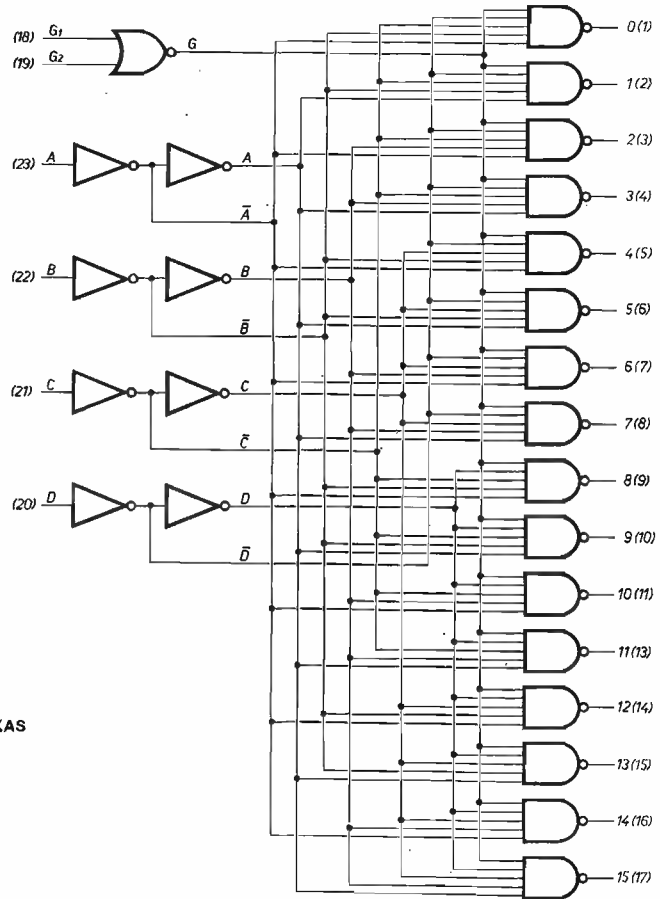 (18) G1
(19) G2
G
(23) A
A
A̅
(22) B
B
B̅
(21) C
C
C̅
(20) D
D
D̅
0(1)
1(2)
2(3)
3(4)
4(5)
5(6)
6(7)
7(8)
8(9)
9(10)
10(11)
11(13)
12(14)
13(15)
14(16)
15(17)